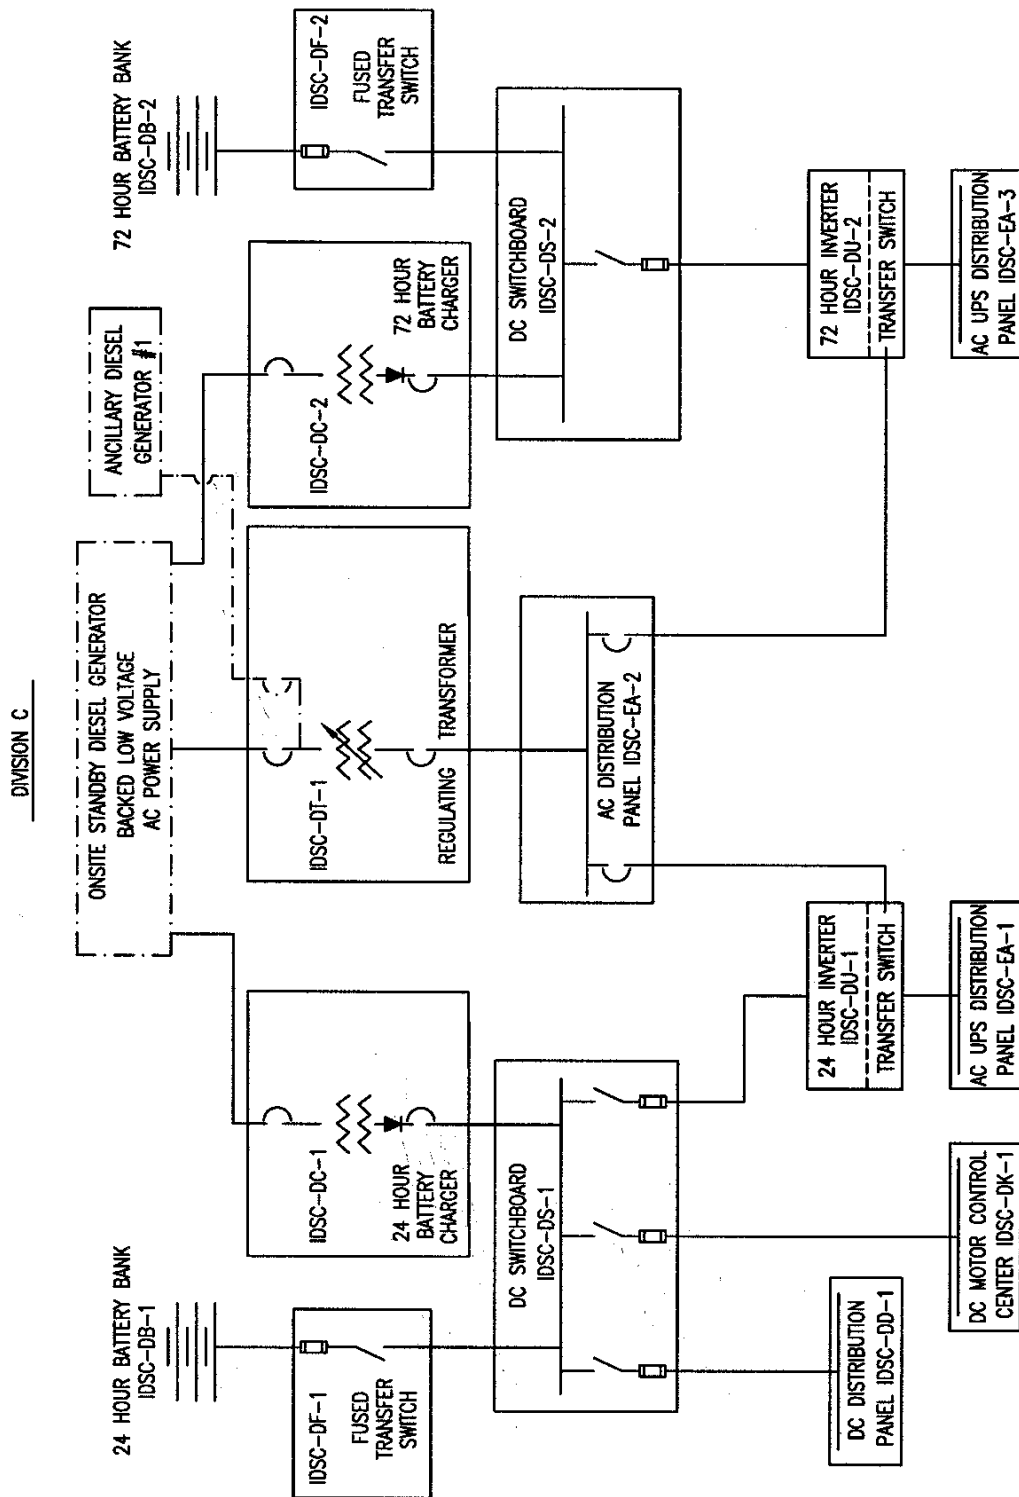 DIVISION C
ONSITE STANDBY DIESEL GENERATOR
BACKED LOW VOLTAGE
AC POWER SUPPLY
ANCILLARY DIESEL
GENERATOR #1
24 HOUR BATTERY BANK
IDSC-DB-1
72 HOUR BATTERY BANK
IDSC-DB-2
IDSC-DF-1
FUSED
TRANSFER
SWITCH
IDSC-DC-1
24 HOUR
BATTERY
CHARGER
IDSC-DT-1
REGULATING TRANSFORMER
IDSC-DC-2
72 HOUR
BATTERY
CHARGER
IDSC-DF-2
FUSED
TRANSFER
SWITCH
DC SWITCHBOARD
IDSC-DS-1
AC DISTRIBUTION
PANEL IDSC-EA-2
DC SWITCHBOARD
IDSC-DS-2
24 HOUR INVERTER
IDSC-DU-1
TRANSFER SWITCH
72 HOUR INVERTER
IDSC-DU-2
TRANSFER SWITCH
DC DISTRIBUTION
PANEL IDSC-DD-1
DC MOTOR CONTROL
CENTER IDSC-DK-1
AC UPS DISTRIBUTION
PANEL IDSC-EA-1
AC UPS DISTRIBUTION
PANEL IDSC-EA-3